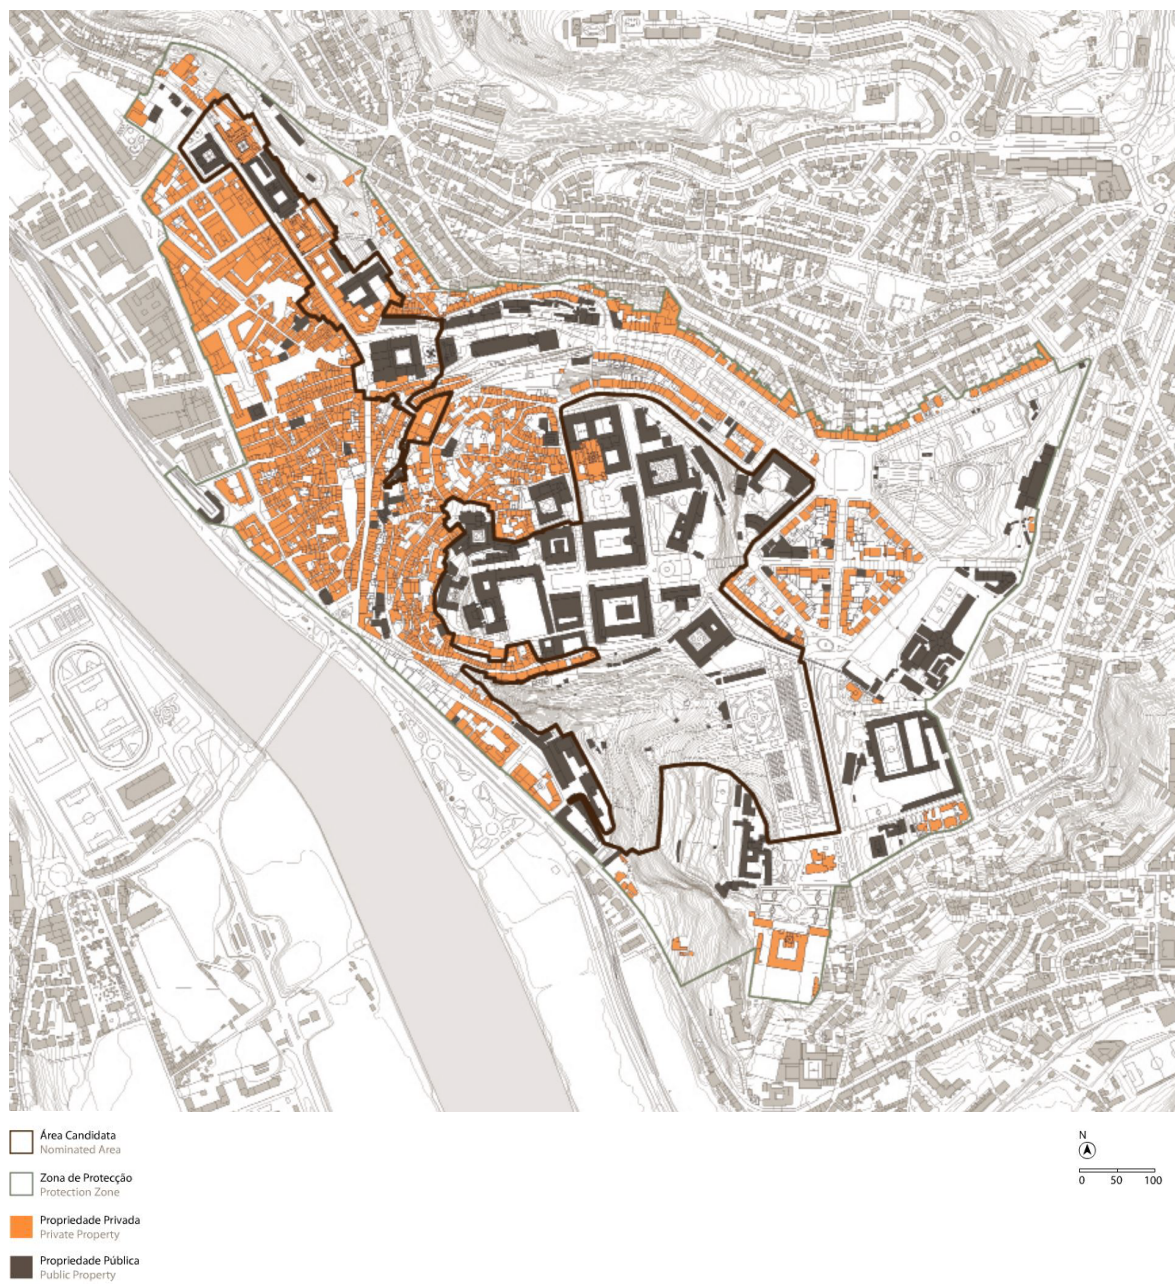 Área Candidata
Nominated Area
Zona de Protecção
Protection Zone
Propriedade Privada
Private Property
Propriedade Pública
Public Property
N
0 50 100